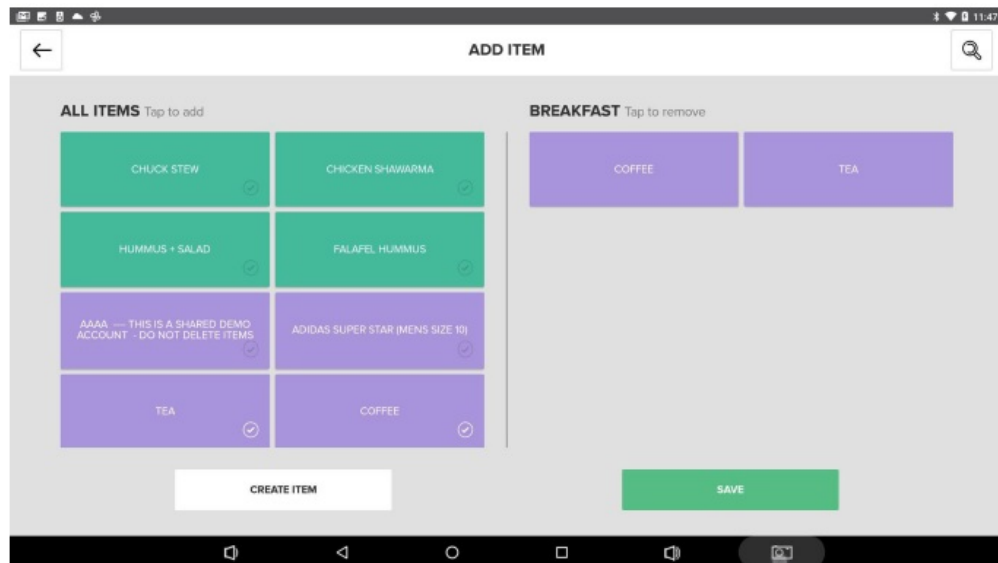 11:47
ADD ITEM
ALL ITEMS Tap to add
CHUCK STEW
CHICKEN SHAWARMA
HUMMUS + SALAD
FALAFEL HUMMUS
AAAA — THIS IS A SHARED DEMO
ACCOUNT - DO NOT DELETE ITEMS
ADIDAS SUPER STAR (MENS SIZE 10)
TEA
COFFEE
CREATE ITEM
BREAKFAST Tap to remove
COFFEE
TEA
SAVE